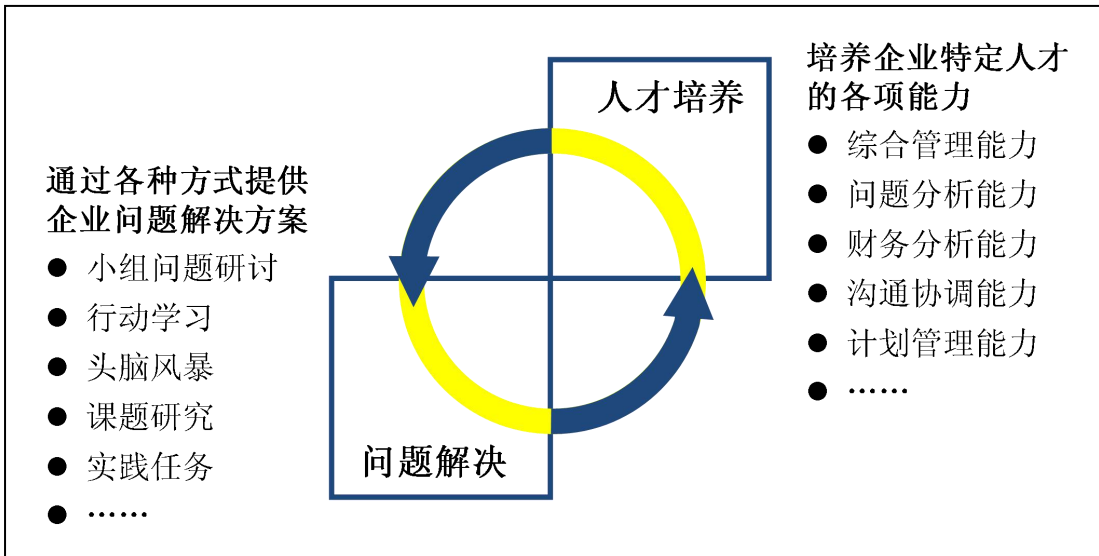 通过各种方式提供
企业问题解决方案
● 小组问题研讨
● 行动学习
● 头脑风暴
● 课题研究
● 实践任务
● ……
人才培养
问题解决
培养企业特定人才
的各项能力
● 综合管理能力
● 问题分析能力
● 财务分析能力
● 沟通协调能力
● 计划管理能力
● ……